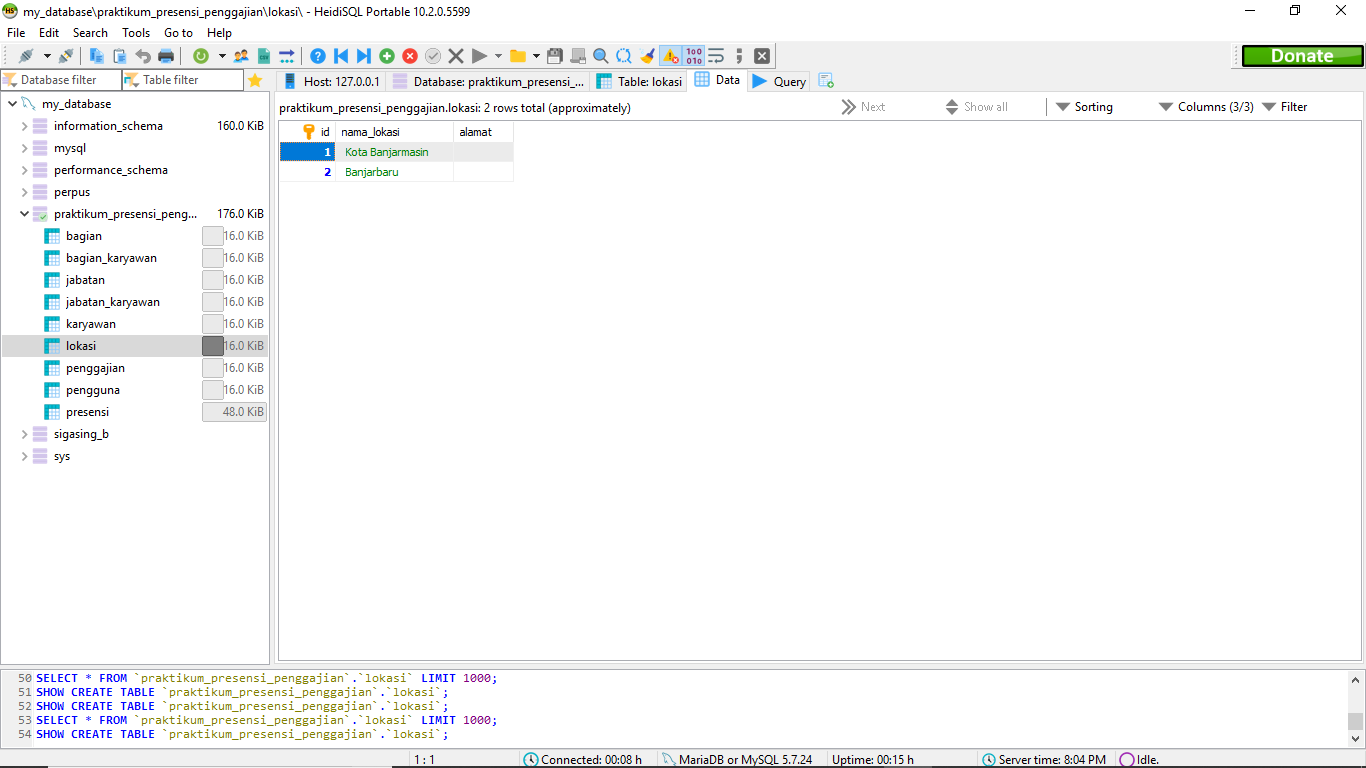 my_database\praktikum_presensi_penggajian\lokasi\ - HeidiSQL Portable 10.2.0.5599
File Edit Search Tools Go to Help
Donate
Database filter Table filter Host: 127.0.0.1 Database: praktikum_presensi_... Table: lokasi Data Query
my_database
information_schema 160.0 KiB
mysql
performance_schema
perpus
praktikum_presensi_peng... 176.0 KiB
bagian 16.0 KiB
bagian_karyawan 16.0 KiB
jabatan 16.0 KiB
jabatan_karyawan 16.0 KiB
karyawan 16.0 KiB
lokasi 16.0 KiB
penggajian 16.0 KiB
pengguna 16.0 KiB
presensi 48.0 KiB
sigasing_b
sys
praktikum_presensi_penggajian.lokasi: 2 rows total (approximately) Next Show all Sorting Columns (3/3) Filter
id nama_lokasi alamat
1 Kota Banjarmasin
2 Banjarbaru
50 SELECT * FROM `praktikum_presensi_penggajian`.`lokasi` LIMIT 1000;
51 SHOW CREATE TABLE `praktikum_presensi_penggajian`.`lokasi`;
52 SHOW CREATE TABLE `praktikum_presensi_penggajian`.`lokasi`;
53 SELECT * FROM `praktikum_presensi_penggajian`.`lokasi` LIMIT 1000;
54 SHOW CREATE TABLE `praktikum_presensi_penggajian`.`lokasi`;
1 : 1 Connected: 00:08 h MariaDB or MySQL 5.7.24 Uptime: 00:15 h Server time: 8:04 PM Idle.